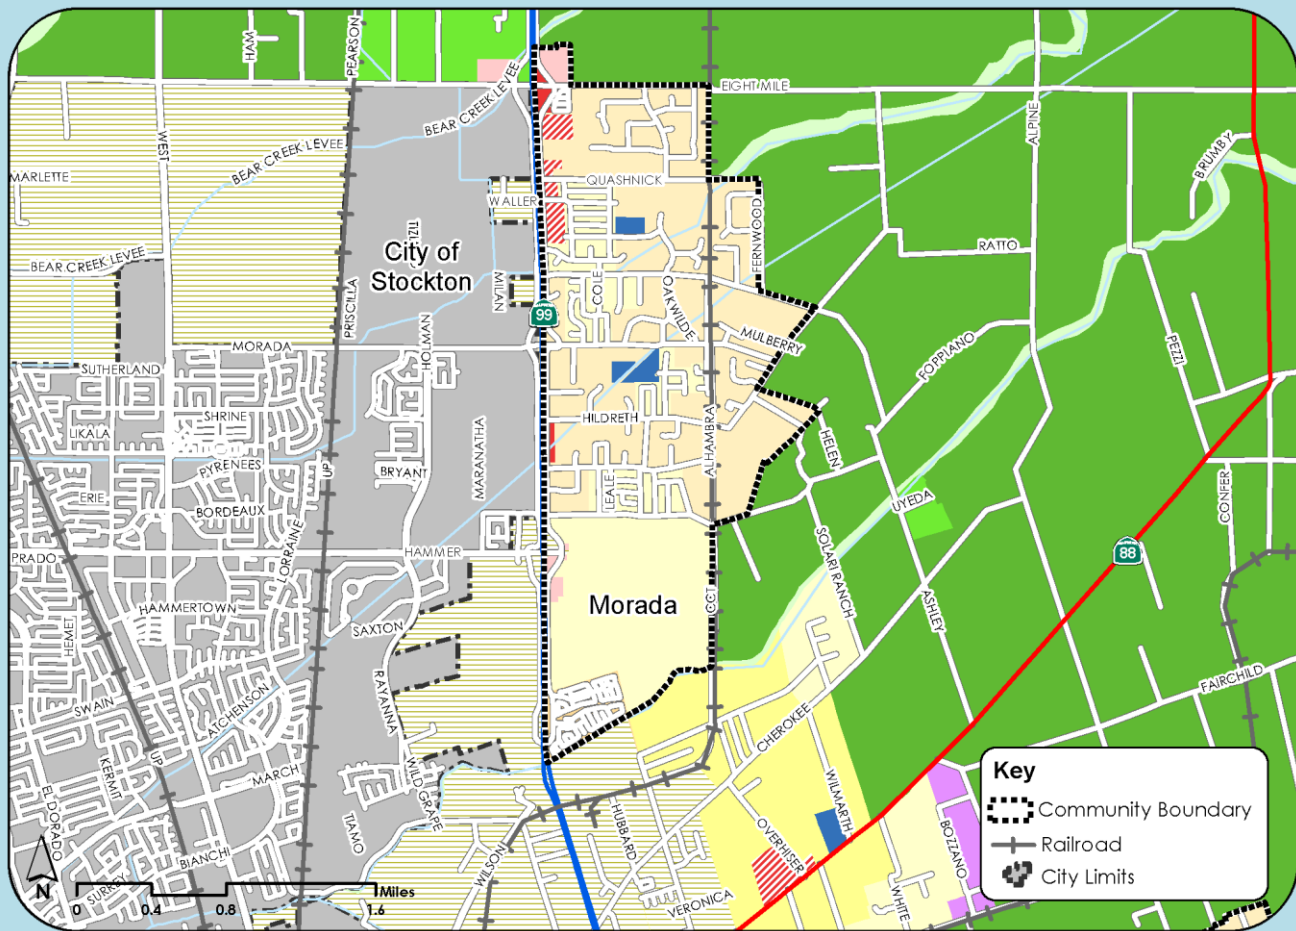 HAM
PEARSON
EIGHT MILE
BEAR CREEK LEVEE
ALPINE
WEST
BEAR CREEK LEVEE
BRUMBY
MARLETTE
QUASHNICK
WALLER
FERNWOOD
City of
Stockton
RATTO
BEAR CREEK LEVEE
PRISCILLA
MILAN
COLE
OAKWILDE
99
HOLMAN
MORADA
MULBERRY
FOPPIANO
PEZZI
SUTHERLAND
SHRINE
HILDRETH
LIKALA
ALHAMBRA
HELEN
PYRENEES
UP
BRYANT
MARANATHA
LEALE
ERIE
BORDEAUX
UYEDA
CONFER
LORRAINE
PRADO
HAMMER
SOLARI RANCH
88
HAMMERTOWN
Morada
CCT
ASHLEY
HEMET
SAXTON
RAYANNA
FAIRCHILD
SWAIN
ATCHENSON
CHEROKEE
UP
KERMIT
MARCH
WILD GRAPE
WILMARTH
EL DORADO
TIAMO
HUBBARD
OVERHISER
BOZZANO
BIANCHI
WILSON
SURREY
VERONICA
WHITE
Key
Community Boundary
Railroad
City Limits
N
Miles
0 0.4 0.8 1.6